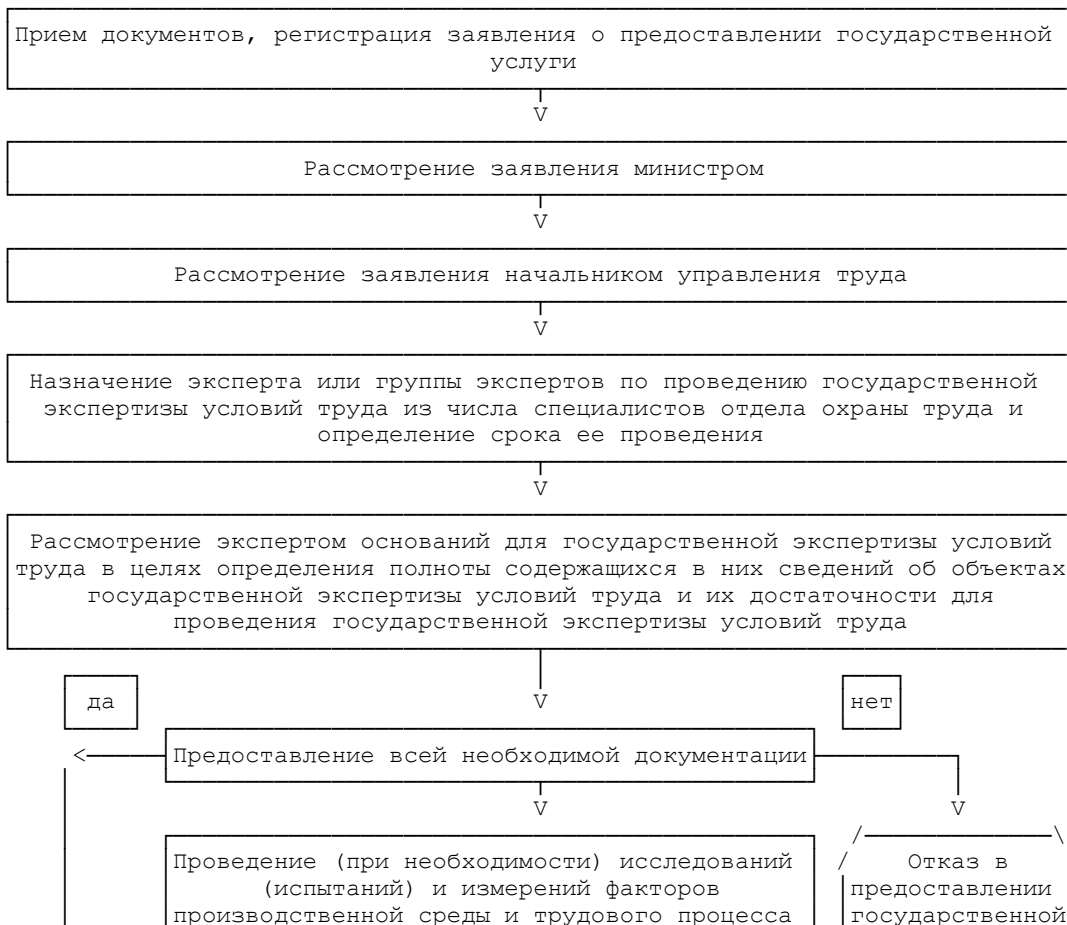 Прием документов, регистрация заявления о предоставлении государственной
услуги
V
Рассмотрение заявления министром
V
Рассмотрение заявления начальником управления труда
V
Назначение эксперта или группы экспертов по проведению государственной
экспертизы условий труда из числа специалистов отдела охраны труда и
определение срока ее проведения
V
Рассмотрение экспертом оснований для государственной экспертизы условий
труда в целях определения полноты содержащихся в них сведений об объектах
государственной экспертизы условий труда и их достаточности для
проведения государственной экспертизы условий труда
да V нет
Предоставление всей необходимой документации
V V
Проведение (при необходимости) исследований
(испытаний) и измерений факторов
производственной среды и трудового процесса
Отказ в
предоставлении
государственной